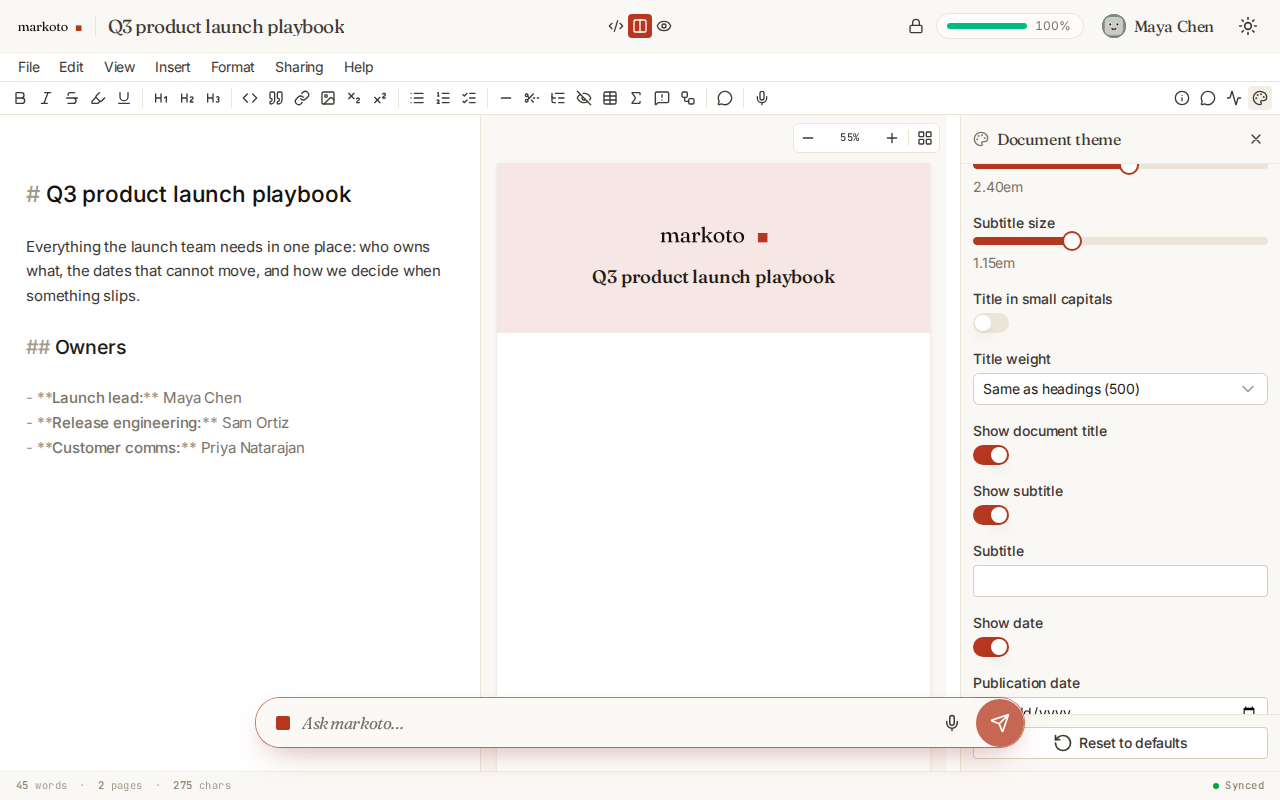 markoto
Q3 product launch playbook
100%
Maya Chen
File Edit View Insert Format Sharing Help
H1 H2 H3
55%
Document theme
# Q3 product launch playbook
Everything the launch team needs in one place: who owns
what, the dates that cannot move, and how we decide when
something slips.
## Owners
- **Launch lead:** Maya Chen
- **Release engineering:** Sam Ortiz
- **Customer comms:** Priya Natarajan
markoto
Q3 product launch playbook
2.40em
Subtitle size
1.15em
Title in small capitals
Title weight
Same as headings (500)
Show document title
Show subtitle
Subtitle
Show date
Publication date
Reset to defaults
Ask markoto...
45 words · 2 pages · 275 chars
Synced